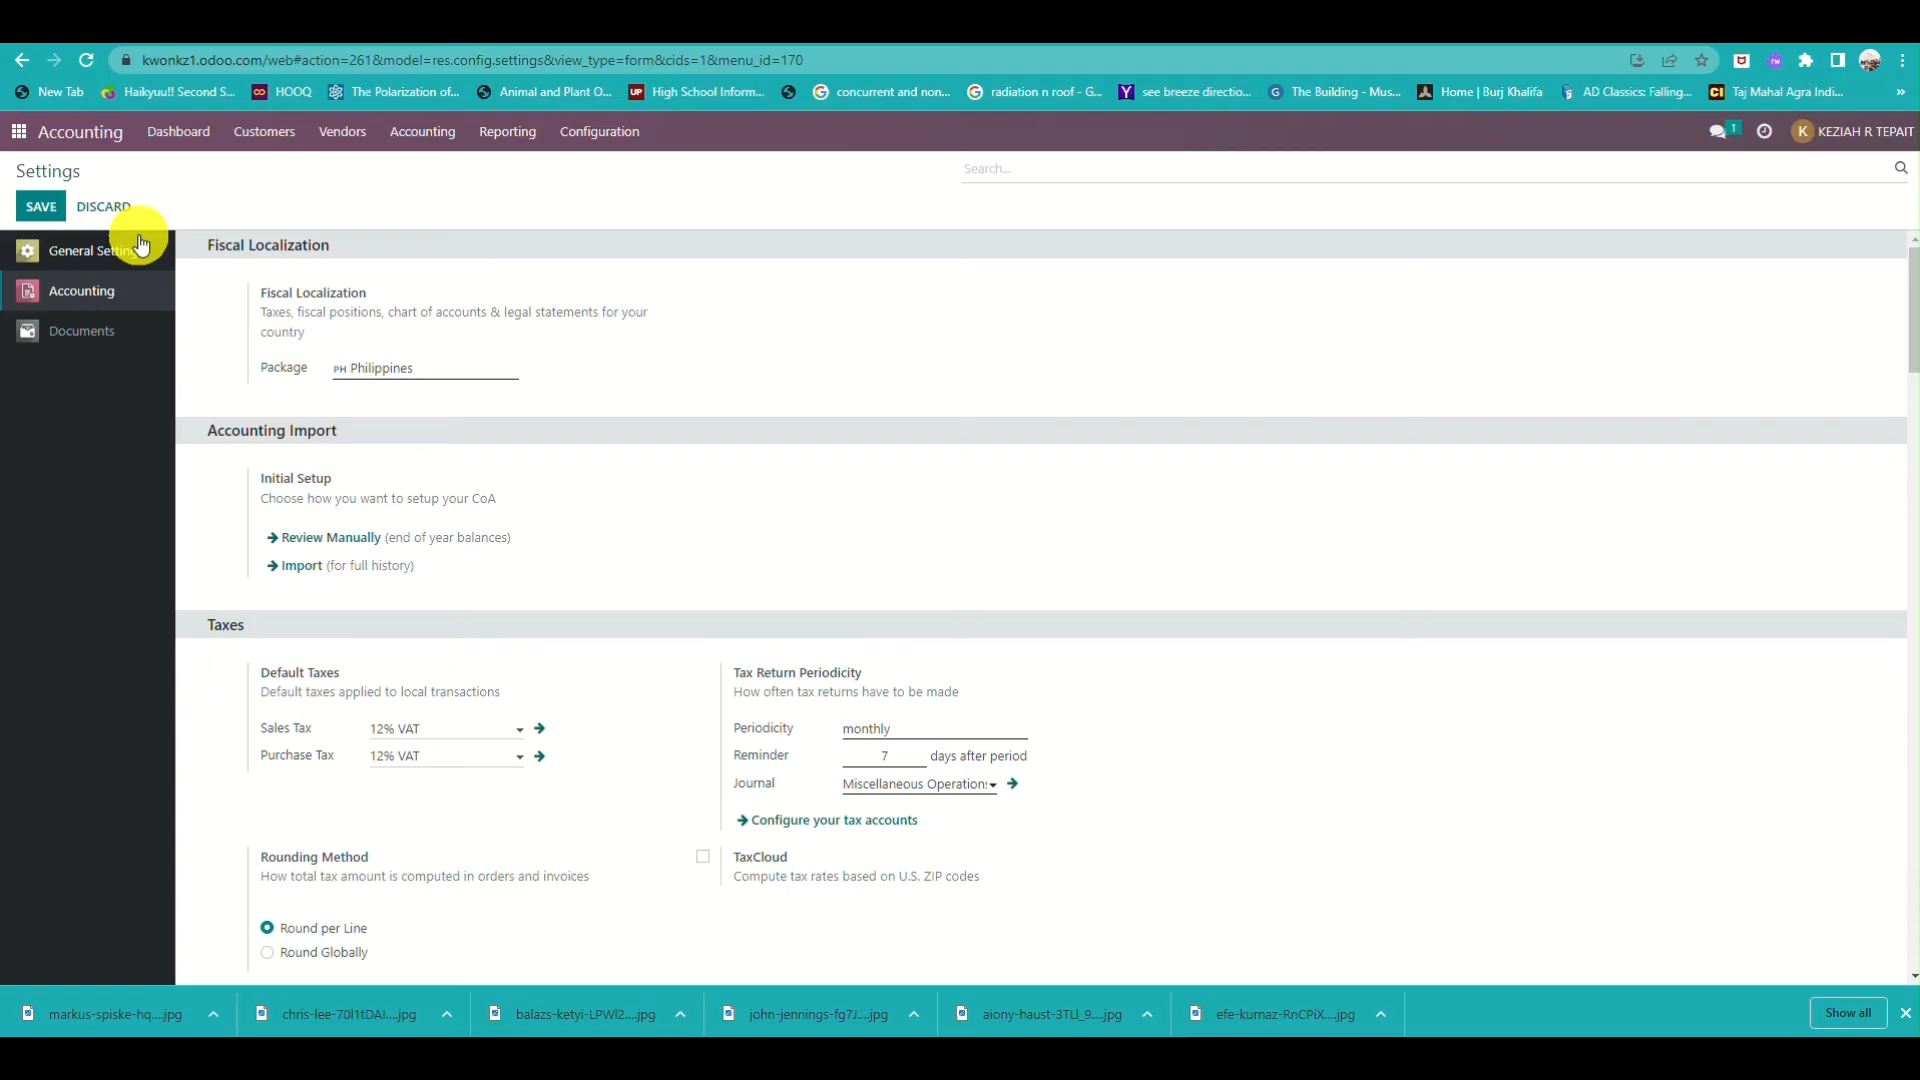 kwonkz1.odoo.com/web#action=261&model=res.config.settings&view_type=form&cids=1&menu_id=170
New Tab Haikyuu!! Second S... HOOQ The Polarization of... Animal and Plant O... High School Inform... concurrent and non... radiation n roof - G... see breeze directio... The Building - Mus... Home | Burj Khalifa AD Classics: Falling... Taj Mahal Agra Indi... »
Accounting Dashboard Customers Vendors Accounting Reporting Configuration 1 K KEZIAH R TEPAIT
Settings Search...
SAVE DISCARD
General Settings
Accounting
Documents
Fiscal Localization
Fiscal Localization
Taxes, fiscal positions, chart of accounts & legal statements for your
country
Package PH Philippines
Accounting Import
Initial Setup
Choose how you want to setup your CoA
Review Manually (end of year balances)
Import (for full history)
Taxes
Default Taxes
Default taxes applied to local transactions
Sales Tax 12% VAT
Purchase Tax 12% VAT
Tax Return Periodicity
How often tax returns have to be made
Periodicity monthly
Reminder 7 days after period
Journal Miscellaneous Operation:
Configure your tax accounts
Rounding Method
How total tax amount is computed in orders and invoices
Round per Line
Round Globally
TaxCloud
Compute tax rates based on U.S. ZIP codes
markus-spiske-hq....jpg chris-lee-70l1tDAI....jpg balazs-ketyi-LPWl2....jpg john-jennings-fg7J....jpg aiony-haust-3TLl_9....jpg efe-kurnaz-RnCPiX....jpg Show all